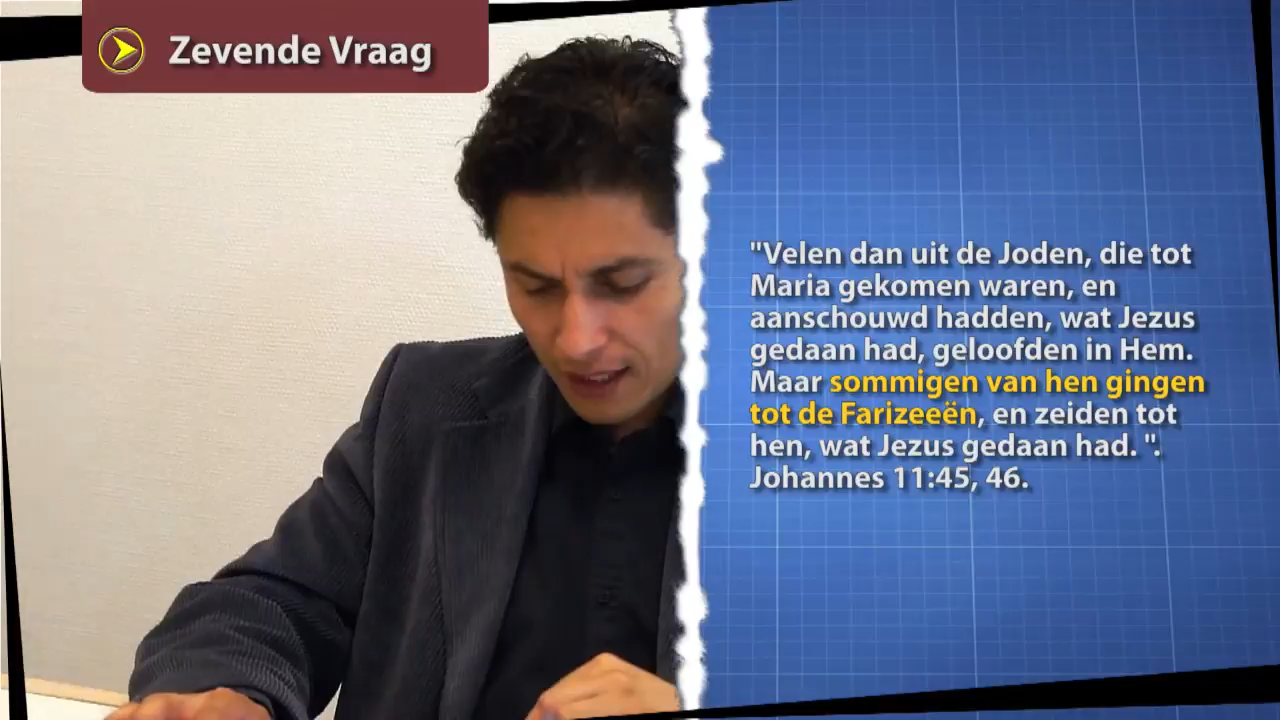 Zevende Vraag
"Velen dan uit de Joden, die tot
Maria gekomen waren, en
aanschouwd hadden, wat Jezus
gedaan had, geloofden in Hem.
Maar sommigen van hen gingen
tot de Farizeeën, en zeiden tot
hen, wat Jezus gedaan had. ".
Johannes 11:45, 46.